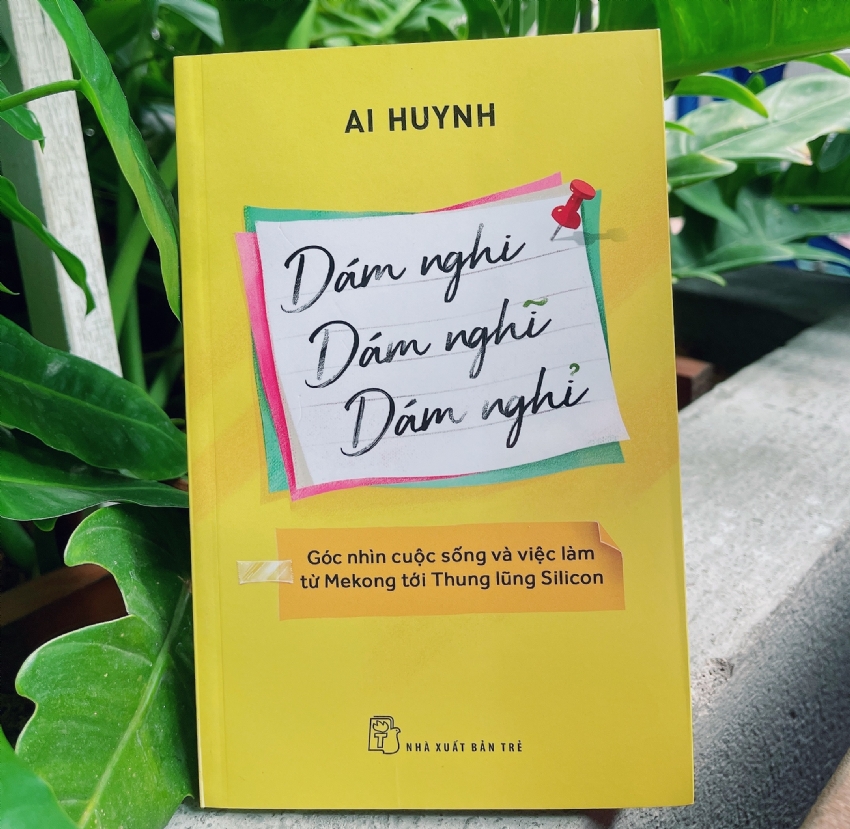 AI HUYNH
Dám nghi
Dám nghĩ
Dám nghỉ
Góc nhìn cuộc sống và việc làm
từ Mekong tới Thung lũng Silicon
T
NHÀ XUẤT BẢN TRẺ